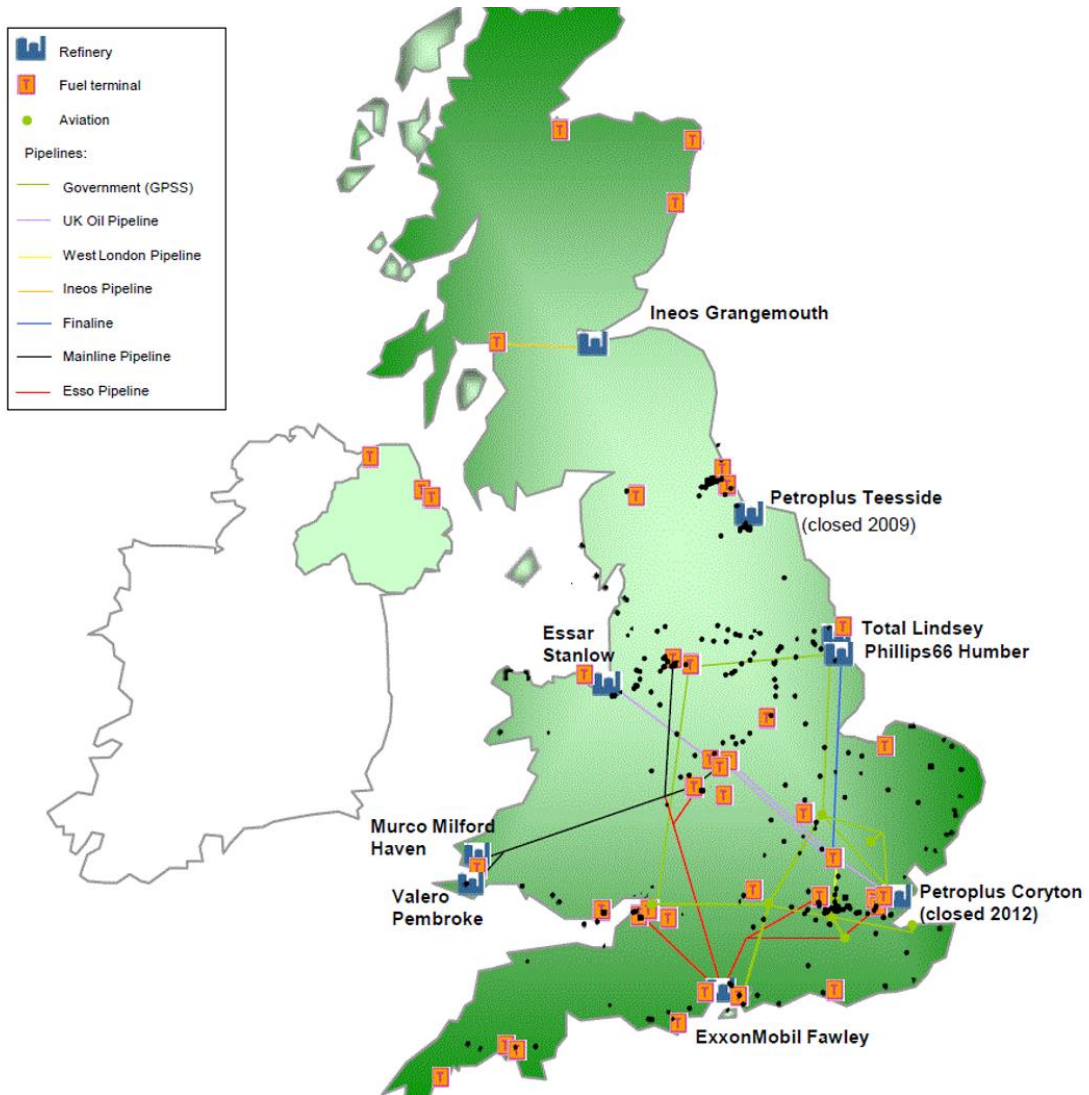 Refinery
T
Fuel terminal
Aviation
Pipelines:
Government (GPSS)
UK Oil Pipeline
West London Pipeline
Ineos Pipeline
Finaline
Mainline Pipeline
Esso Pipeline
Ineos Grangemouth
Petroplus Teesside
(closed 2009)
Total Lindsey
Phillips66 Humber
Essar
Stanlow
Murco Milford
Haven
Valero
Pembroke
Petroplus Coryton
(closed 2012)
ExxonMobil Fawley